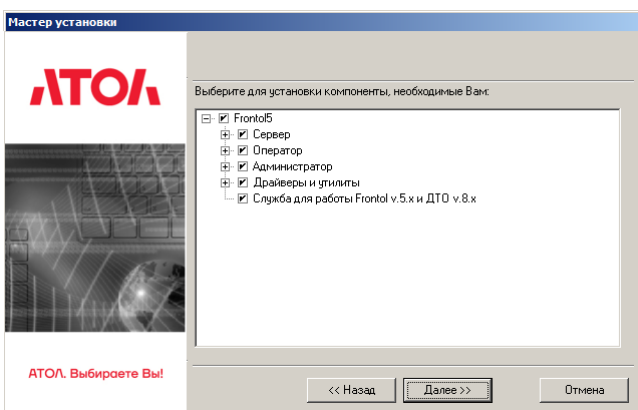 Мастер установки
АТОЛ
Выберите для установки компоненты, необходимые Вам:
Frontol5
Сервер
Оператор
Администратор
Драйверы и утилиты
Служба для работы Frontol v.5.x и ДТО v.8.x
АТОЛ. Выбираете Вы!
<< Назад
Далее >>
Отмена